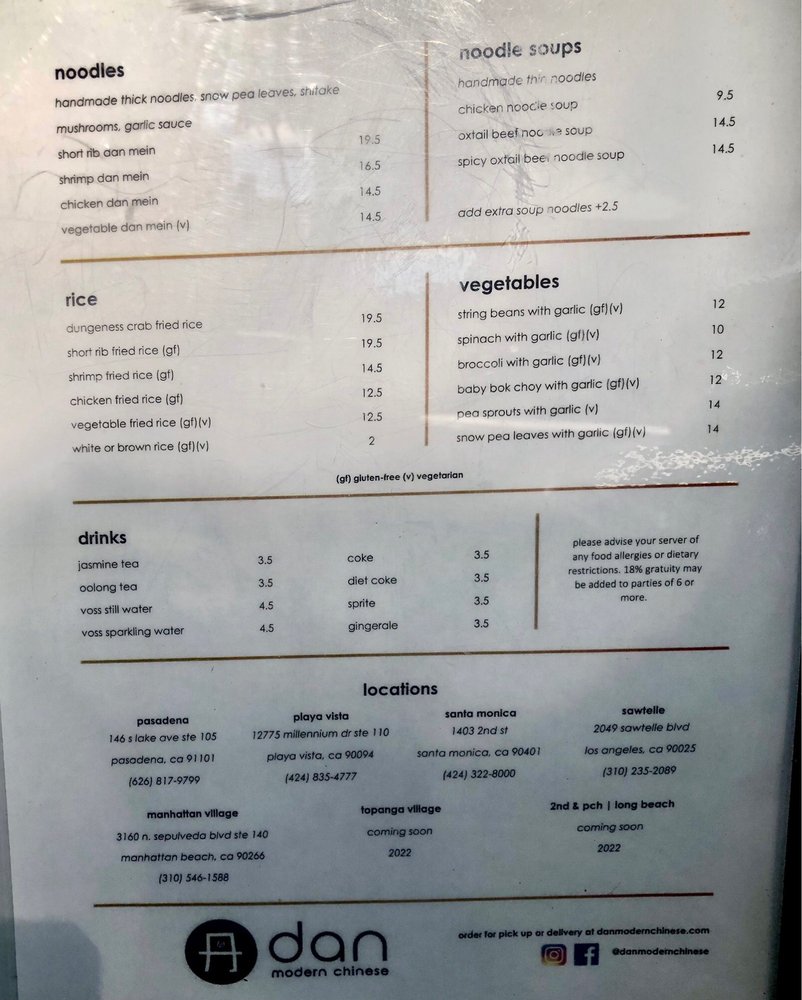 noodles
handmade thick noodles, snow pea leaves, shitake
mushrooms, garlic sauce
short rib dan mein 19.5
shrimp dan mein 16.5
chicken dan mein 14.5
vegetable dan mein (v) 14.5
noodle soups
handmade thin noodles
chicken noodle soup 9.5
oxtail beef noodle soup 14.5
spicy oxtail beef noodle soup 14.5
add extra soup noodles +2.5
rice
dungeness crab fried rice 19.5
short rib fried rice (gf) 19.5
shrimp fried rice (gf) 14.5
chicken fried rice (gf) 12.5
vegetable fried rice (gf)(v) 12.5
white or brown rice (gf)(v) 2
vegetables
string beans with garlic (gf)(v) 12
spinach with garlic (gf)(v) 10
broccoli with garlic (gf)(v) 12
baby bok choy with garlic (gf)(v) 12
pea sprouts with garlic (v) 14
snow pea leaves with garlic (gf)(v) 14
(gf) gluten-free (v) vegetarian
drinks
jasmine tea 3.5
oolong tea 3.5
voss still water 4.5
voss sparkling water 4.5
coke 3.5
diet coke 3.5
sprite 3.5
gingerale 3.5
please advise your server of
any food allergies or dietary
restrictions. 18% gratuity may
be added to parties of 6 or
more.
locations
pasadena
146 s lake ave ste 105
pasadena, ca 91101
(626) 817-9799
playa vista
12775 millennium dr ste 110
playa vista, ca 90094
(424) 835-4777
santa monica
1403 2nd st
santa monica, ca 90401
(424) 322-8000
sawtelle
2049 sawtelle blvd
los angeles, ca 90025
(310) 235-2089
manhattan village
3160 n. sepulveda blvd ste 140
manhattan beach, ca 90266
(310) 546-1588
topanga village
coming soon
2022
2nd & pch | long beach
coming soon
2022
dan
modern chinese
order for pick up or delivery at danmodernchinese.com
@danmodernchinese